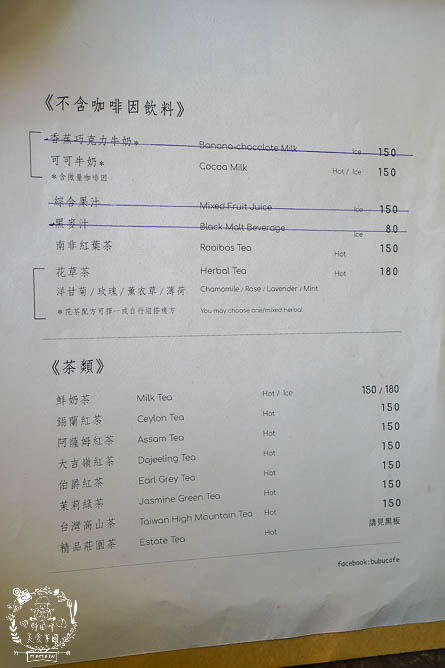 《不含咖啡因飲料》
香蕉巧克力牛奶* Banana-chocolate Milk Ice 150
可可牛奶* Cocoa Milk Hot / Ice 150
*含微量咖啡因
綜合果汁 Mixed Fruit Juice Ice 150
黑麥汁 Black Malt Beverage Ice 80
南非紅葉茶 Rooibos Tea Hot 150
花草茶 Herbal Tea Hot 180
洋甘菊/玫瑰/薰衣草/薄荷 Chamomile / Rose / Lavender / Mint
*花茶配方可擇一或自行組搭複方 You may choose one/mixed herbal.
《茶類》
鮮奶茶 Milk Tea Hot / Ice 150 / 180
錫蘭紅茶 Ceylon Tea Hot 150
阿薩姆紅茶 Assam Tea Hot 150
大吉嶺紅茶 Dajeeling Tea Hot 150
伯爵紅茶 Earl Grey Tea Hot 150
茉莉綠茶 Jasmine Green Tea Hot 150
台灣高山茶 Taiwan High Mountain Tea Hot 150
精品莊園茶 Estate Tea Hot 請見黑板
facebook:bubucafe